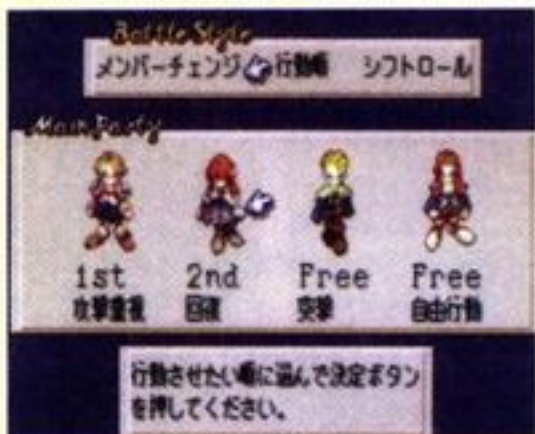 Battle Style
メンバーチェンジ 行動順 シフトロール
Main Party
1st 2nd Free Free
攻撃重視 回復 突撃 自由行動
行動させたい順に選んで決定ボタン
を押してください。